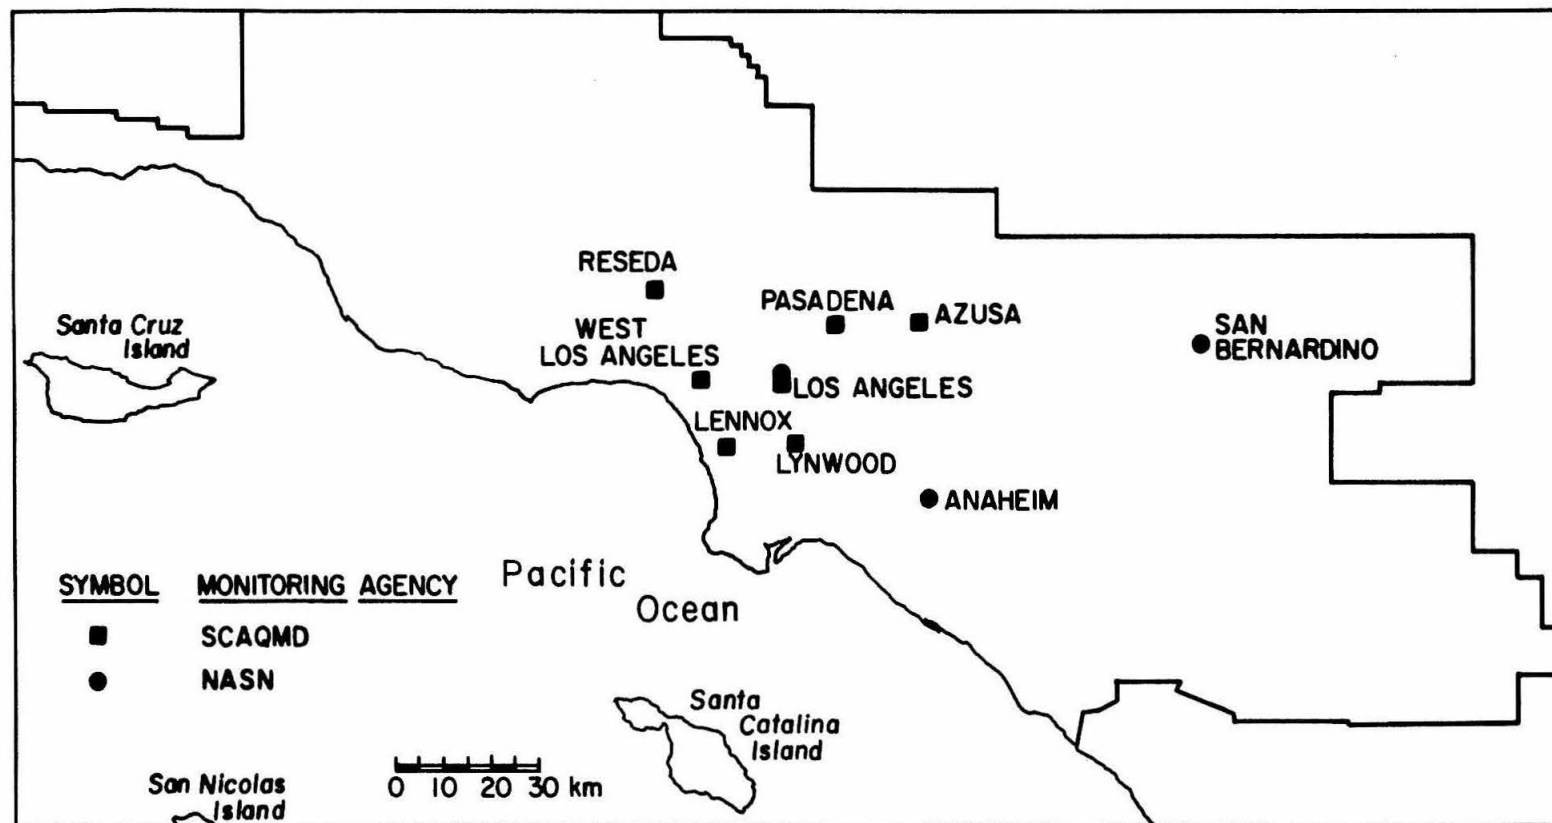 RESEDA
PASADENA
AZUSA
Santa Cruz
Island
WEST
LOS ANGELES
SAN
BERNARDINO
LOS ANGELES
LENNOX
LYNWOOD
ANAHEIM
Pacific
Ocean
SYMBOL MONITORING AGENCY
SCAQMD
NASN
Santa
Catalina
Island
0 10 20 30 km
San Nicolas
Island